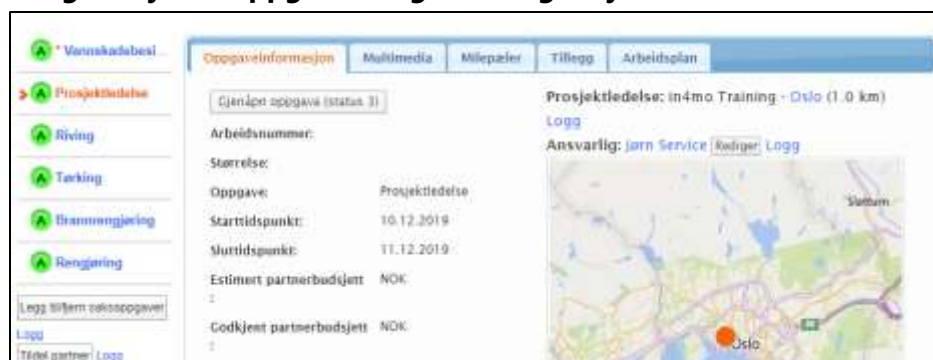 * Vannskadebesi...
Prosjektledelse
Riving
Tørking
Brannrengjøring
Rengjøring
Legg til/fjern saksoppgaver
Logg
Tildel partner Logg
Oppgaveinformasjon
Multimedia
Milepæler
Tillegg
Arbeidsplan
Gjenåpn oppgave (status 3)
Arbeidsnummer:
Størrelse:
Oppgave: Prosjektledelse
Starttidspunkt: 10.12.2019
Sluttidspunkt: 11.12.2019
Estimert partnerbudsjett NOK
:
Godkjent partnerbudsjett NOK
:
Prosjektledelse: in4mo Training - Oslo (1.0 km)
Logg
Ansvarlig: Jørn Service Rediger Logg
Slattum
Oslo